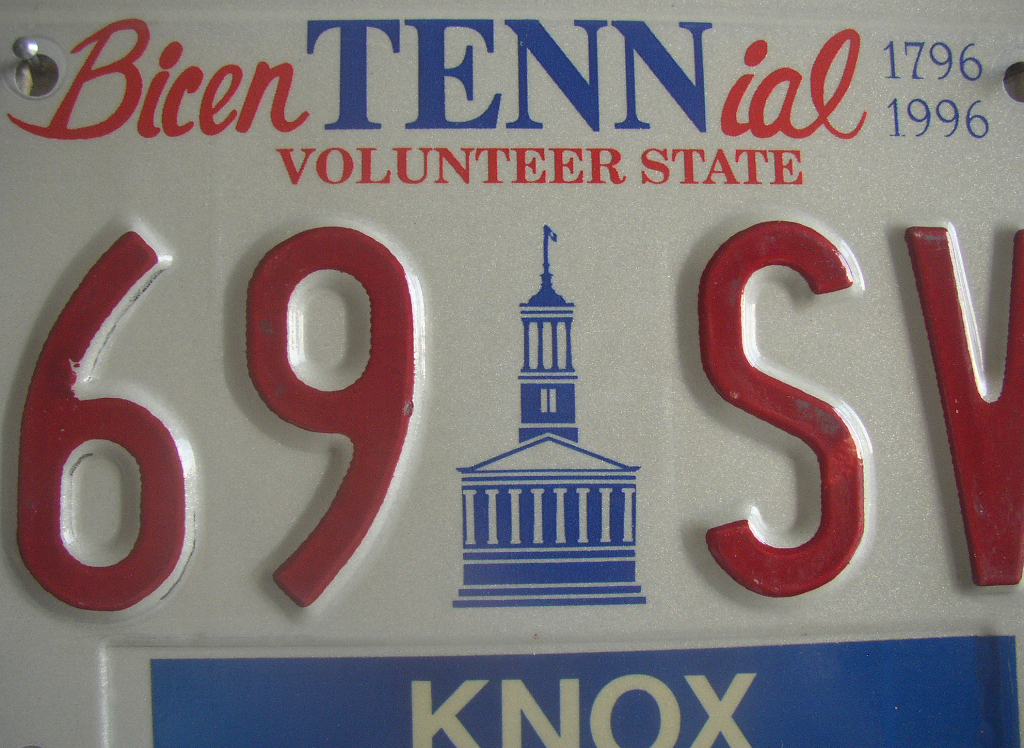 BicenTENNial 1796
1996
VOLUNTEER STATE
69 SV
KNOX